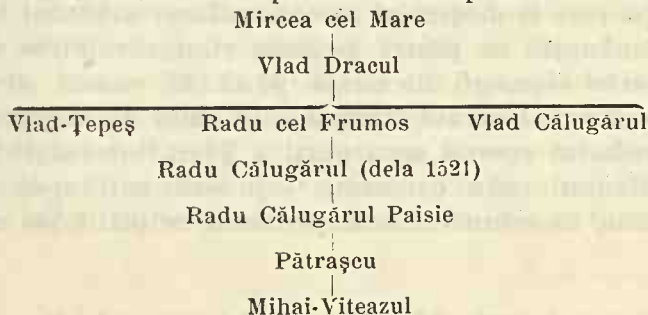 Mircea cel Mare
Vlad Dracul
Vlad-Țepeș Radu cel Frumos Vlad Călugărul
Radu Călugărul (dela 1521)
Radu Călugărul Paisie
Pătrașcu
Mihai-Viteazul